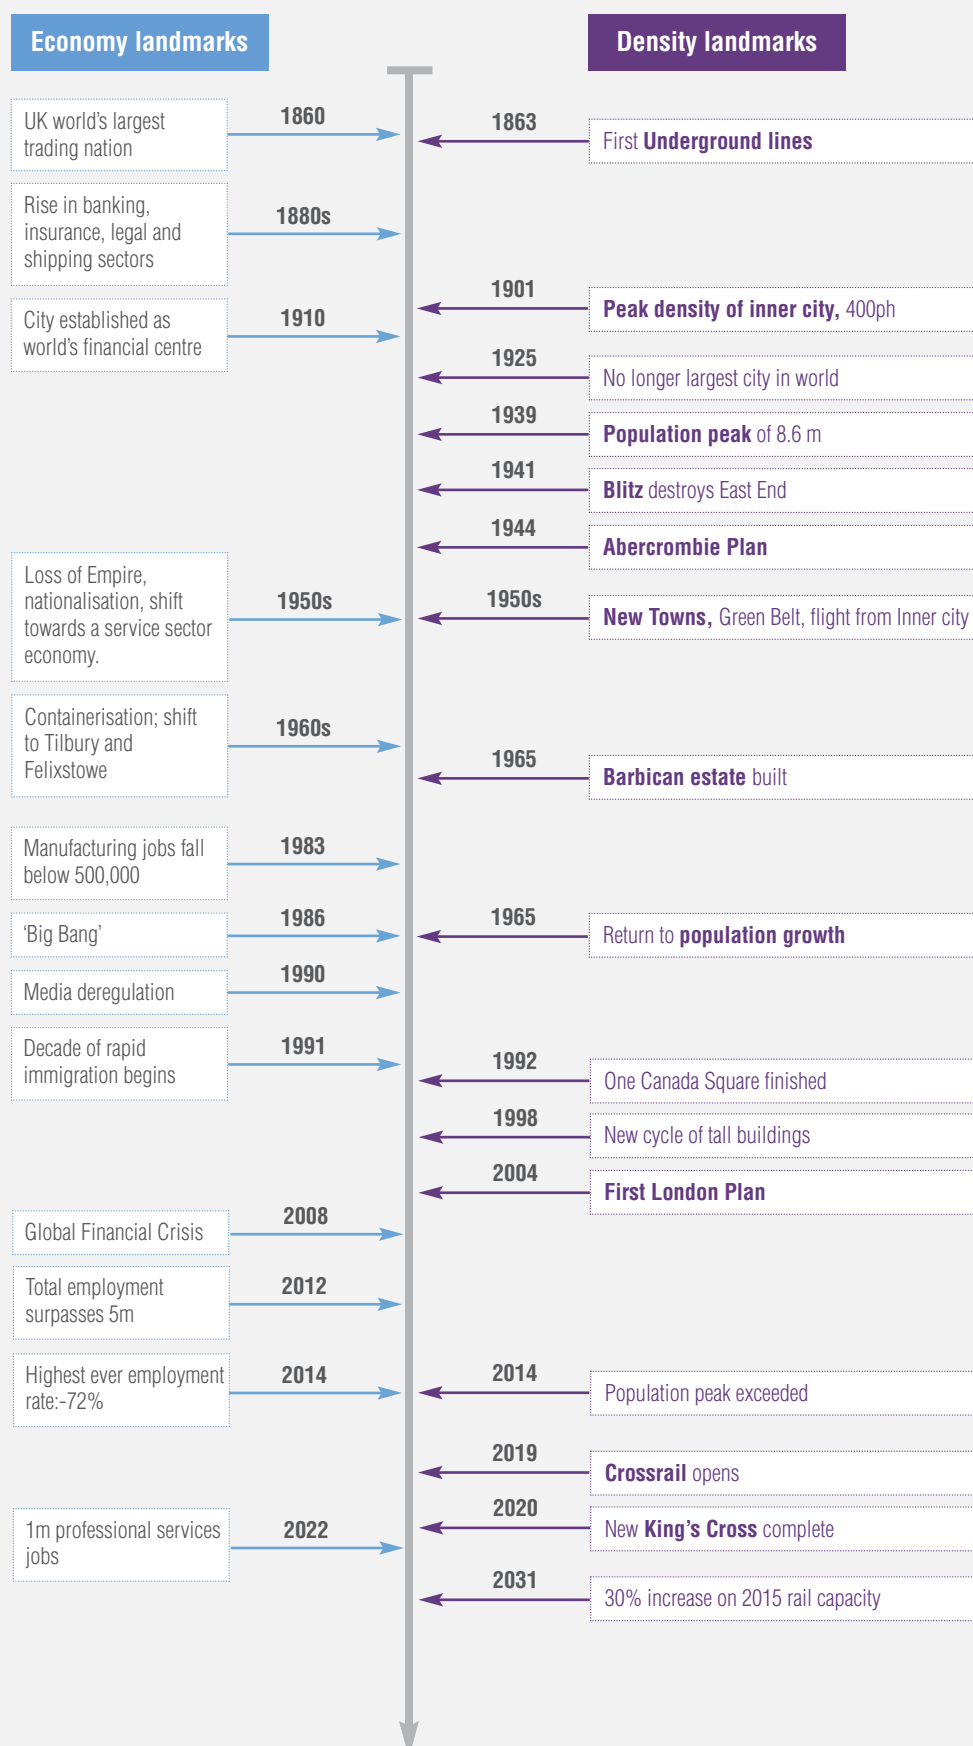 Economy landmarks
Density landmarks
1860
UK world's largest
trading nation
1863
First Underground lines
1880s
Rise in banking,
insurance, legal and
shipping sectors
1901
Peak density of inner city, 400ph
1910
City established as
world's financial centre
1925
No longer largest city in world
1939
Population peak of 8.6 m
1941
Blitz destroys East End
1944
Abercrombie Plan
1950s
Loss of Empire,
nationalisation, shift
towards a service sector
economy.
1950s
New Towns, Green Belt, flight from Inner city
1960s
Containerisation; shift
to Tilbury and
Felixstowe
1965
Barbican estate built
1983
Manufacturing jobs fall
below 500,000
1986
‘Big Bang’
1965
Return to population growth
1990
Media deregulation
1991
Decade of rapid
immigration begins
1992
One Canada Square finished
1998
New cycle of tall buildings
2004
First London Plan
2008
Global Financial Crisis
2012
Total employment
surpasses 5m
2014
Highest ever employment
rate:-72%
2014
Population peak exceeded
2019
Crossrail opens
2020
New King's Cross complete
2022
1m professional services
jobs
2031
30% increase on 2015 rail capacity